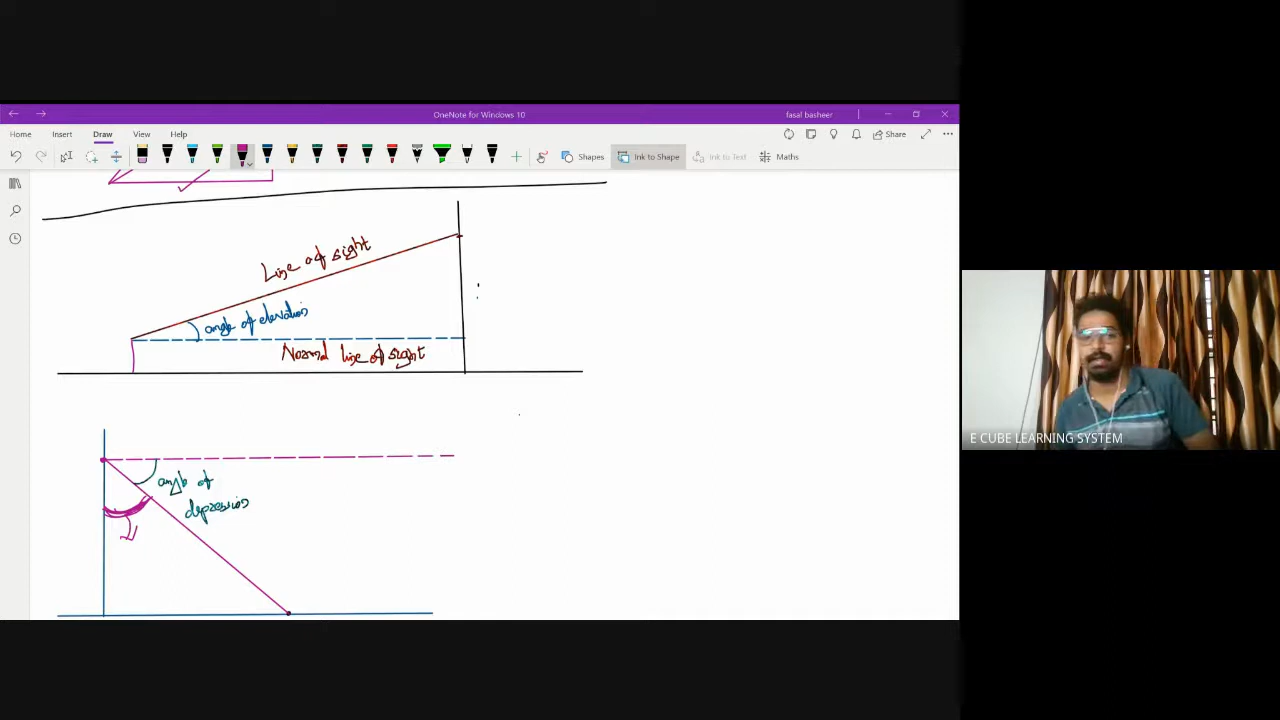 OneNote for Windows 10
fasal basheer
Home Insert Draw View Help
Share
Shapes
Ink to Shape
Ink to Text
Maths
Line of sight
angle of elevation
Normal line of sight
angle of
depression
E CUBE LEARNING SYSTEM